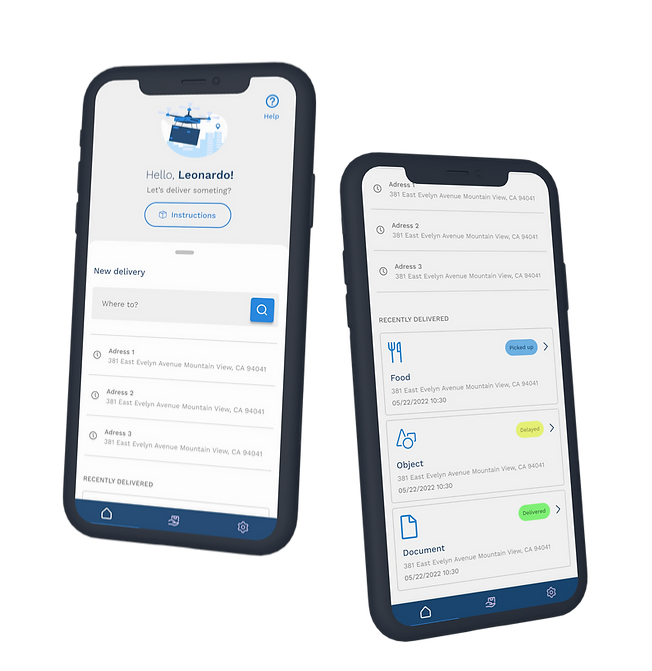 Help
Hello, Leonardo!
Let's deliver someting?
Instructions
New delivery
Where to?
Adress 1
381 East Evelyn Avenue Mountain View, CA 94041
Adress 2
381 East Evelyn Avenue Mountain View, CA 94041
Adress 3
381 East Evelyn Avenue Mountain View, CA 94041
RECENTLY DELIVERED
Adress 1
381 East Evelyn Avenue Mountain View, CA 94041
Adress 2
381 East Evelyn Avenue Mountain View, CA 94041
Adress 3
381 East Evelyn Avenue Mountain View, CA 94041
RECENTLY DELIVERED
Picked up
Food
381 East Evelyn Avenue Mountain View, CA 94041
05/22/2022 10:30
Delayed
Object
381 East Evelyn Avenue Mountain View, CA 94041
05/22/2022 10:30
Delivered
Document
381 East Evelyn Avenue Mountain View, CA 94041
05/22/2022 10:30